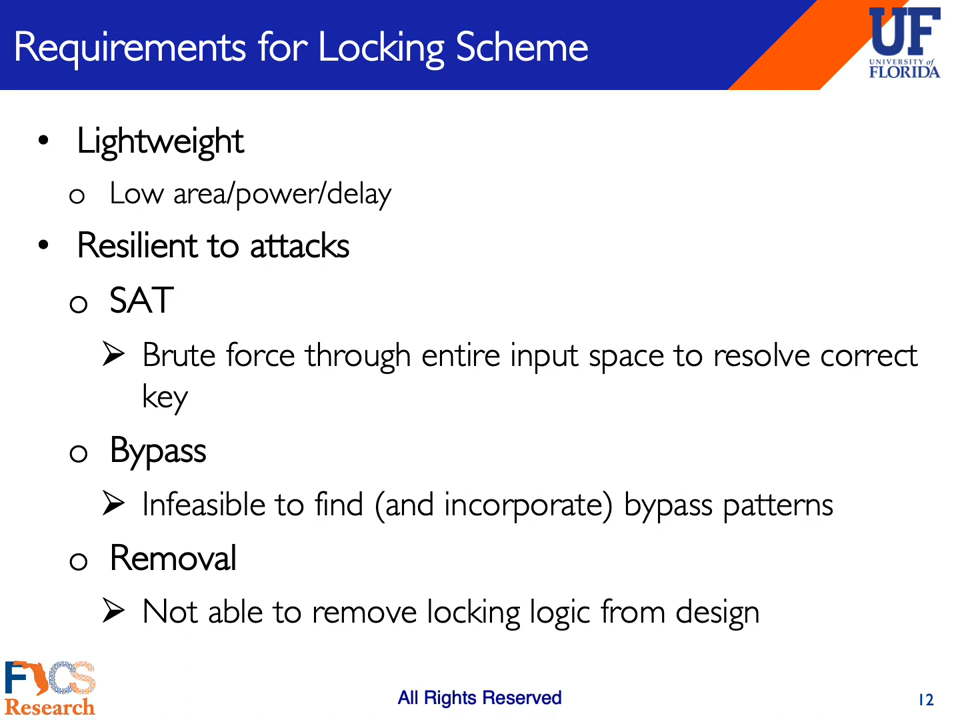 Requirements for Locking Scheme
UF
UNIVERSITY of
FLORIDA
• Lightweight
o Low area/power/delay
• Resilient to attacks
o SAT
➢ Brute force through entire input space to resolve correct
key
o Bypass
➢ Infeasible to find (and incorporate) bypass patterns
o Removal
➢ Not able to remove locking logic from design
FICS
Research
All Rights Reserved
12